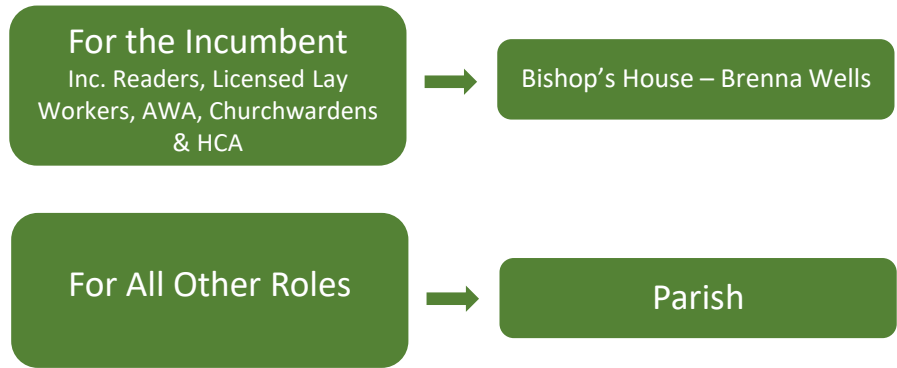 For the Incumbent
Inc. Readers, Licensed Lay
Workers, AWA, Churchwardens
& HCA
Bishop’s House – Brenna Wells
For All Other Roles
Parish